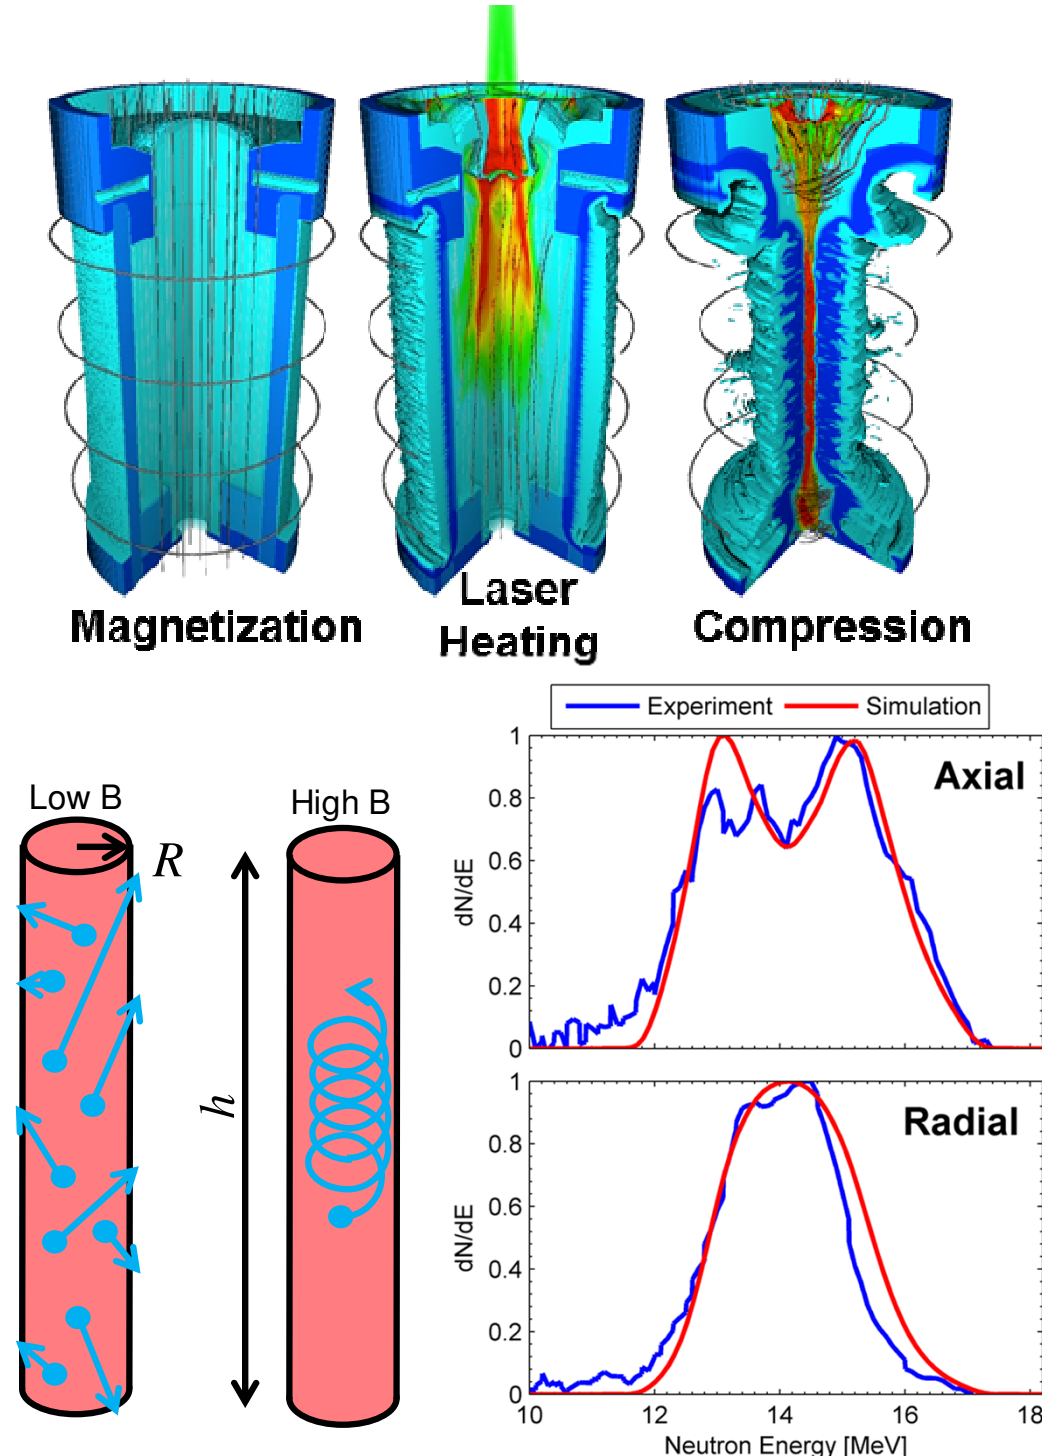 Magnetization
Laser
Heating
Compression
Low B
High B
R
h
Experiment
Simulation
Axial
1
0.8
0.6
0.4
0.2
0
dN/dE
Radial
1
0.8
0.6
0.4
0.2
0
dN/dE
10
12
14
16
18
Neutron Energy [MeV]